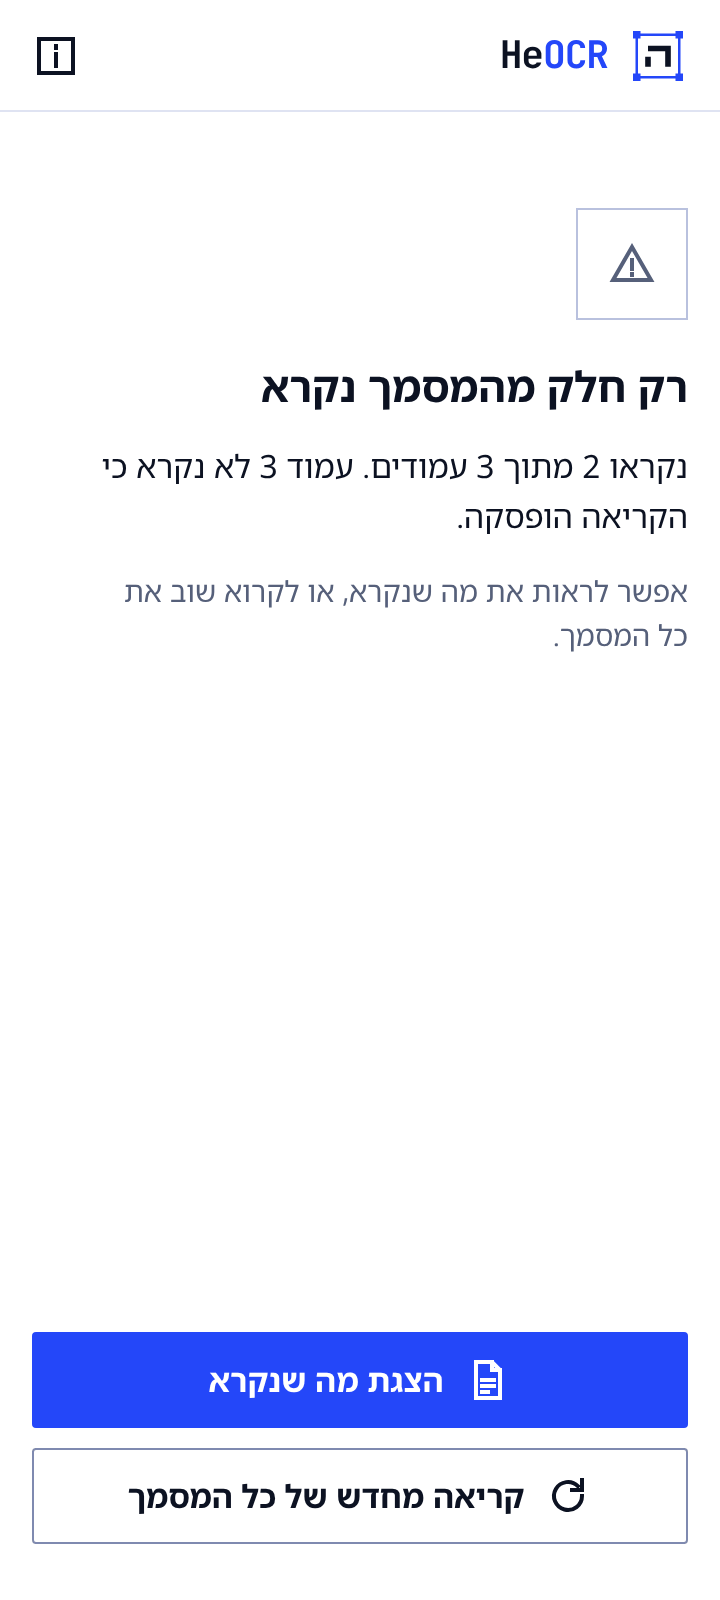 HeOCR
ה
רק חלק מהמסמך נקרא
נקראו 2 מתוך 3 עמודים. עמוד 3 לא נקרא כי
הקריאה הופסקה.
אפשר לראות את מה שנקרא, או לקרוא שוב את
כל המסמך.
הצגת מה שנקרא
קריאה מחדש של כל המסמך